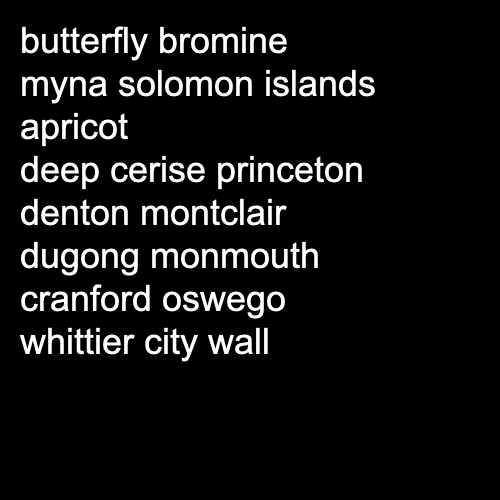 butterfly bromine
myna solomon islands
apricot
deep cerise princeton
denton montclair
dugong monmouth
cranford oswego
whittier city wall